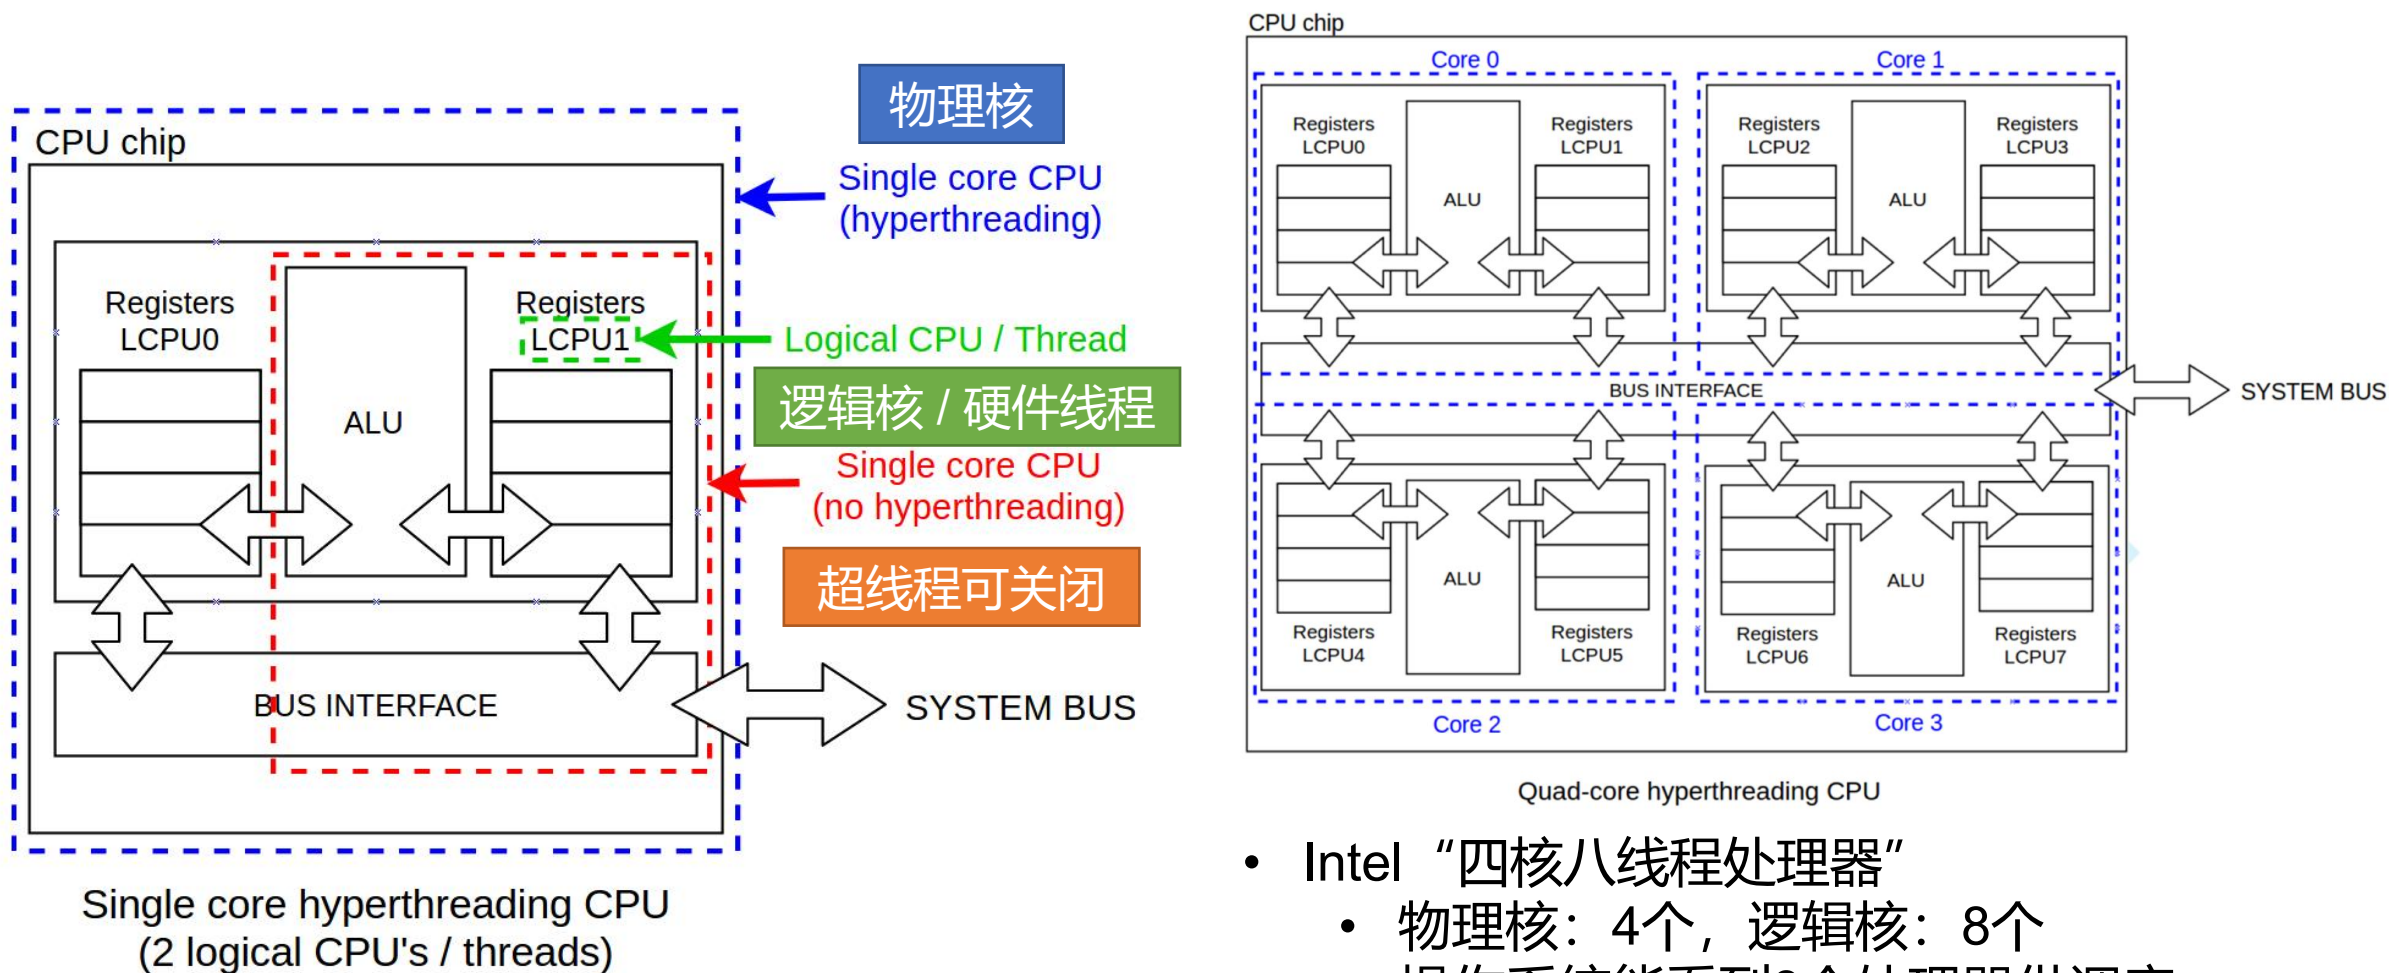 CPU chip
物理核
Single core CPU
(hyperthreading)
Registers
LCPU0
ALU
Registers
LCPU1
Logical CPU / Thread
逻辑核 / 硬件线程
Single core CPU
(no hyperthreading)
超线程可关闭
BUS INTERFACE
SYSTEM BUS
Single core hyperthreading CPU
(2 logical CPU's / threads)
CPU chip
Core 0
Core 1
Registers
LCPU0
ALU
Registers
LCPU1
Registers
LCPU2
ALU
Registers
LCPU3
BUS INTERFACE
SYSTEM BUS
ALU
Registers
LCPU4
Registers
LCPU5
ALU
Registers
LCPU6
Registers
LCPU7
Core 2
Core 3
Quad-core hyperthreading CPU
• Intel “四核八线程处理器”
• 物理核：4个，逻辑核：8个